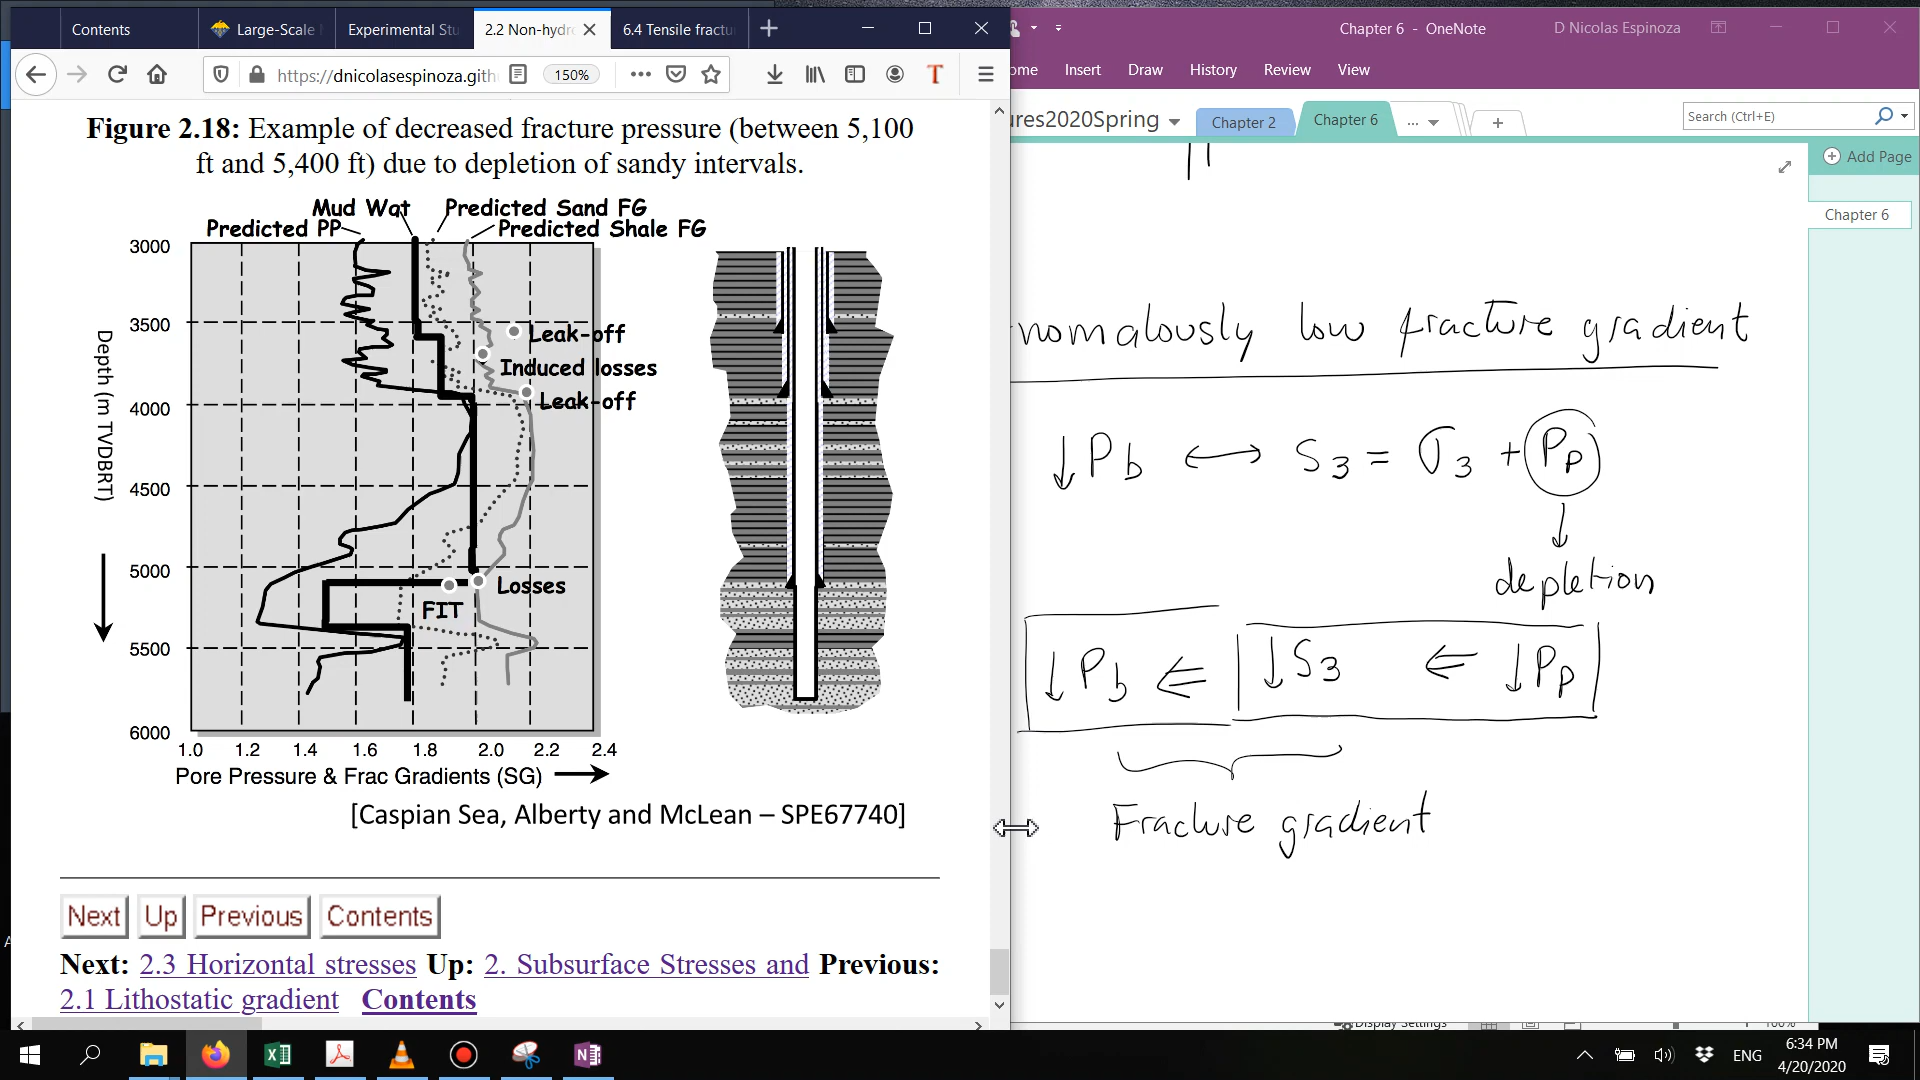 Contents
Large-Scale
Experimental Stu
2.2 Non-hydr
6.4 Tensile fractu
https://dnicolasespinoza.gith
150%
T
Figure 2.18: Example of decreased fracture pressure (between 5,100
ft and 5,400 ft) due to depletion of sandy intervals.
Mud Wgt
Predicted Sand FG
Predicted PP
Predicted Shale FG
3000
3500
4000
4500
5000
5500
6000
Depth (m TVDBRT)
Leak-off
Induced losses
Leak-off
Losses
FIT
1.0 1.2 1.4 1.6 1.8 2.0 2.2 2.4
Pore Pressure & Frac Gradients (SG)
[Caspian Sea, Alberty and McLean – SPE67740]
Next Up Previous Contents
Next: 2.3 Horizontal stresses Up: 2. Subsurface Stresses and Previous:
2.1 Lithostatic gradient Contents
Chapter 6 - OneNote
D Nicolas Espinoza
ome Insert Draw History Review View
ures2020Spring
Chapter 2
Chapter 6
...
Search (Ctrl+E)
Add Page
Chapter 6
nomalously low fracture gradient
↓Pb ↔ S3 = σ3 + Pp
↓
depletion
↓Pb ⇐ ↓S3 ⇐ ↓Pp
Fracture gradient
Display Settings
100%
ENG
6:34 PM
4/20/2020